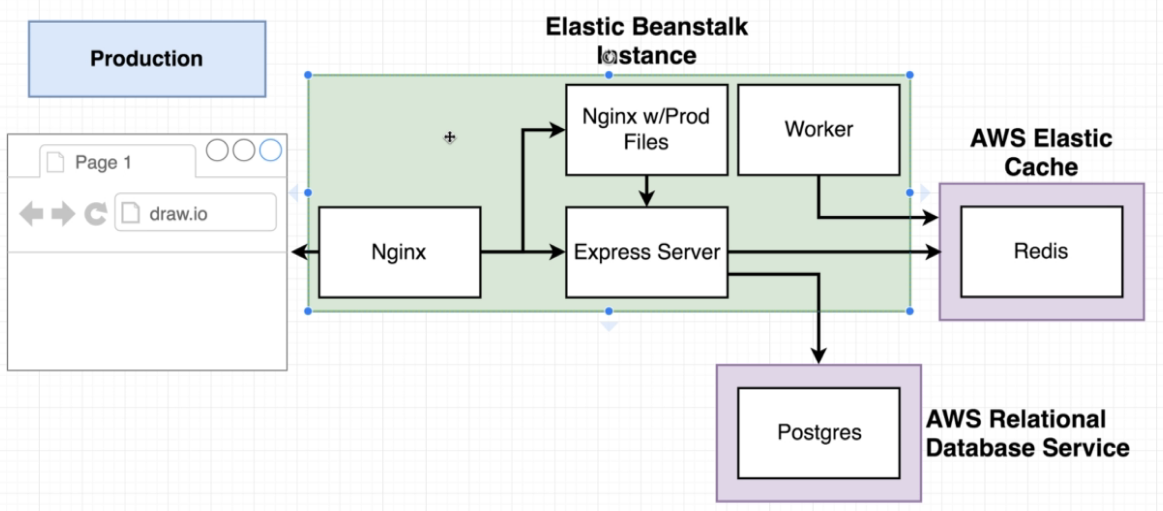 Production
Elastic Beanstalk
Instance
Page 1
draw.io
Nginx w/Prod
Files
Worker
AWS Elastic
Cache
Nginx
Express Server
Redis
Postgres
AWS Relational
Database Service